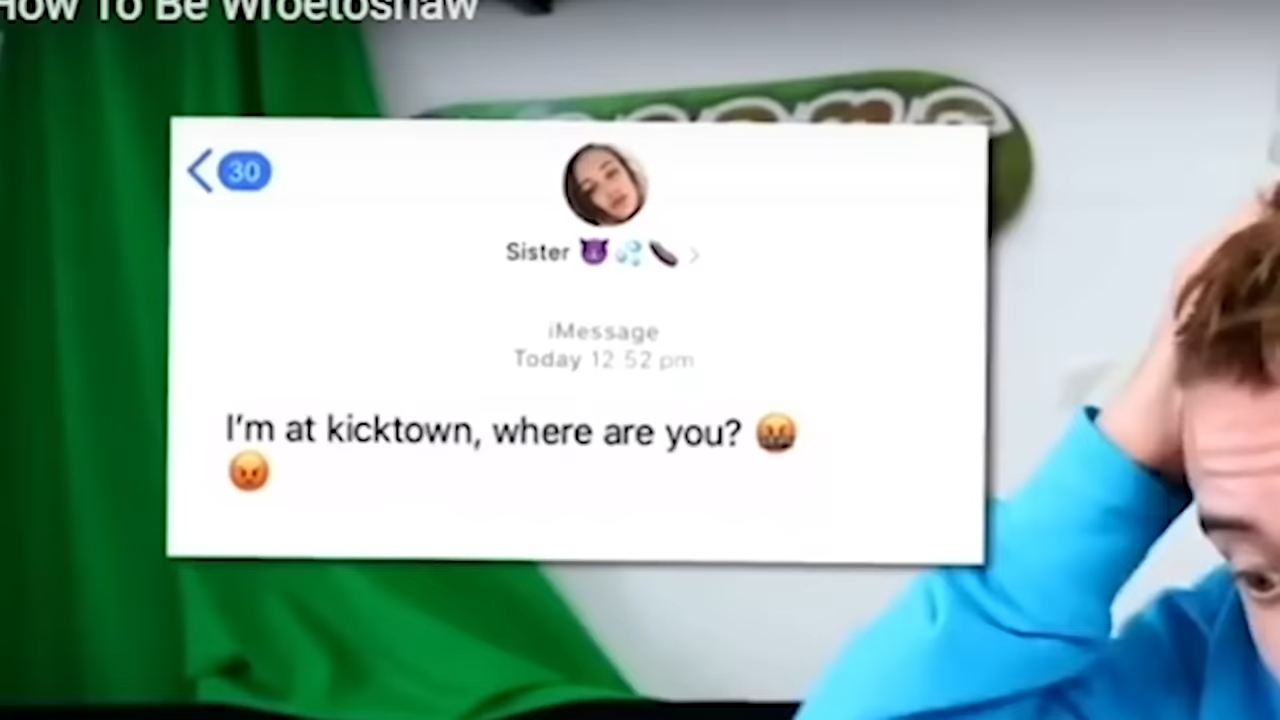 How To Be Wroetoshaw
30
Sister 😈💦🍆
iMessage
Today 12 52 pm
I'm at kicktown, where are you? 🤬
😡